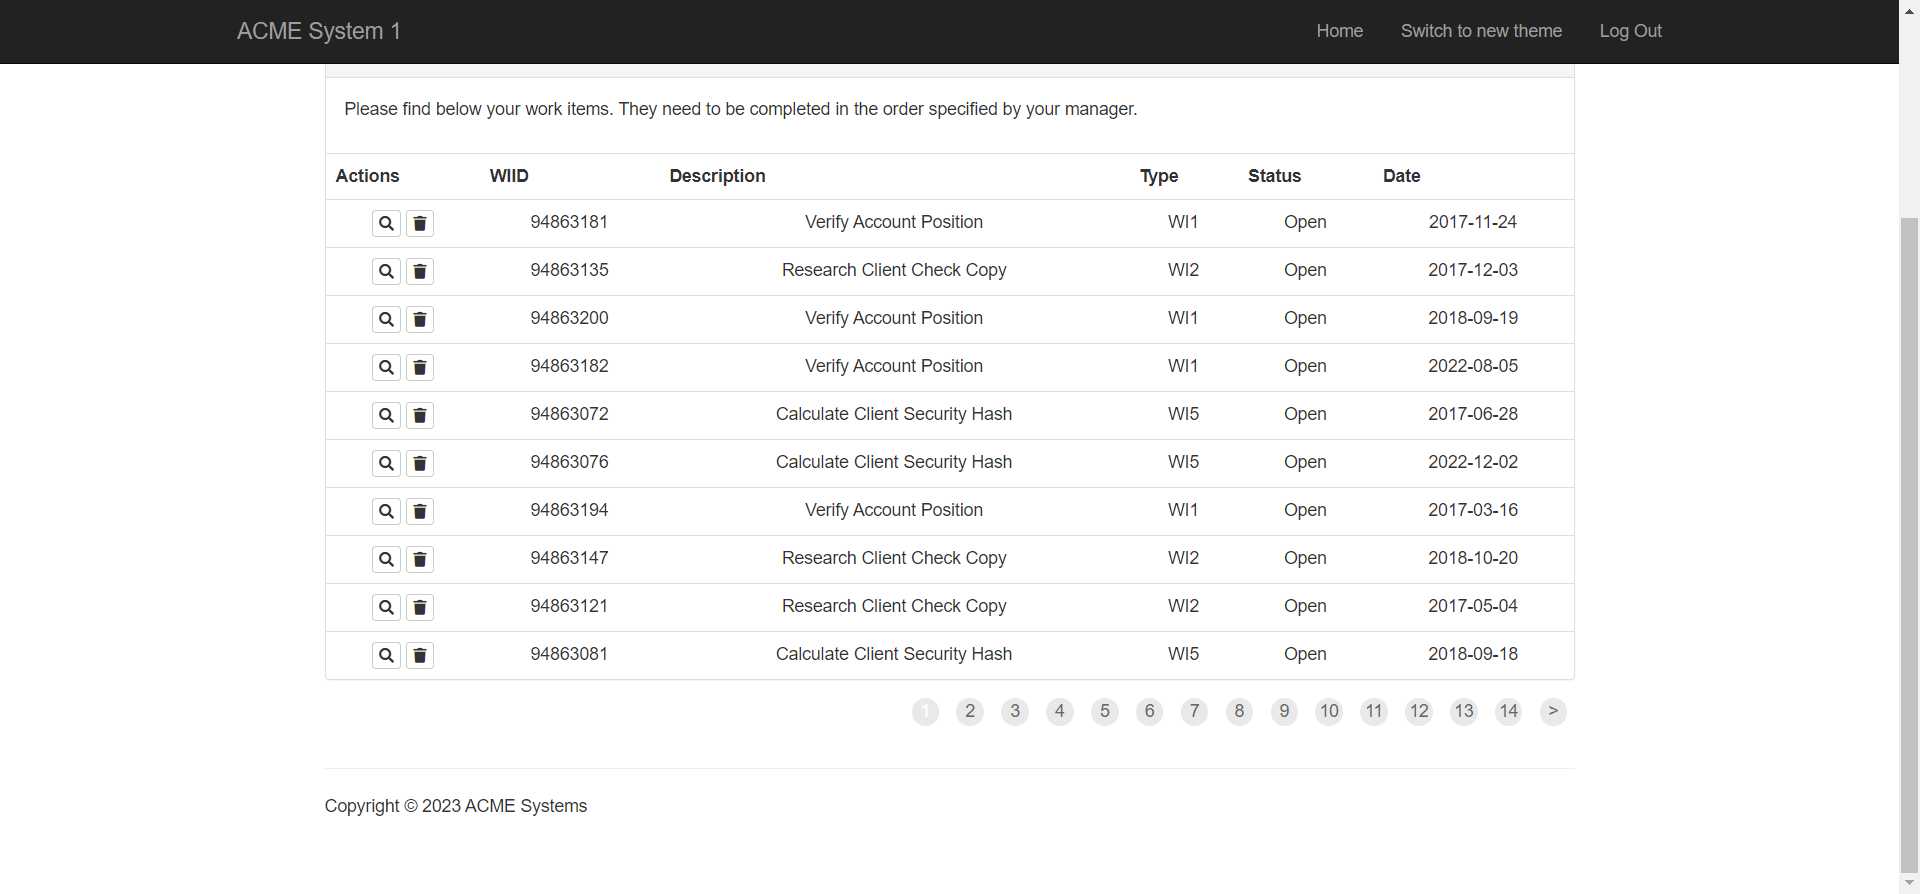 ACME System 1 Home Switch to new theme Log Out
Please find below your work items. They need to be completed in the order specified by your manager.
Actions WIID Description Type Status Date
94863181 Verify Account Position WI1 Open 2017-11-24
94863135 Research Client Check Copy WI2 Open 2017-12-03
94863200 Verify Account Position WI1 Open 2018-09-19
94863182 Verify Account Position WI1 Open 2022-08-05
94863072 Calculate Client Security Hash WI5 Open 2017-06-28
94863076 Calculate Client Security Hash WI5 Open 2022-12-02
94863194 Verify Account Position WI1 Open 2017-03-16
94863147 Research Client Check Copy WI2 Open 2018-10-20
94863121 Research Client Check Copy WI2 Open 2017-05-04
94863081 Calculate Client Security Hash WI5 Open 2018-09-18
1 2 3 4 5 6 7 8 9 10 11 12 13 14 >
Copyright © 2023 ACME Systems